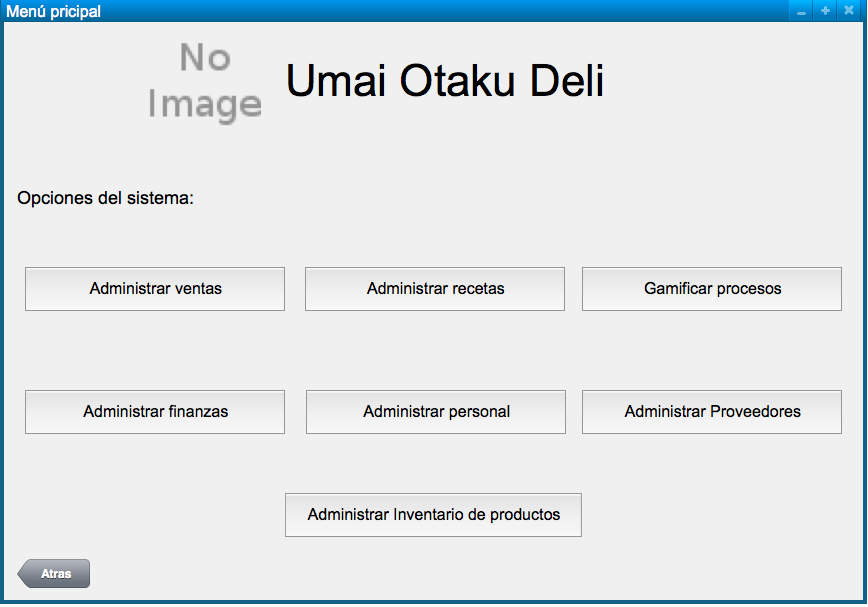 Menú pricipal
No
Image
Umai Otaku Deli
Opciones del sistema:
Administrar ventas
Administrar recetas
Gamificar procesos
Administrar finanzas
Administrar personal
Administrar Proveedores
Administrar Inventario de productos
Atras